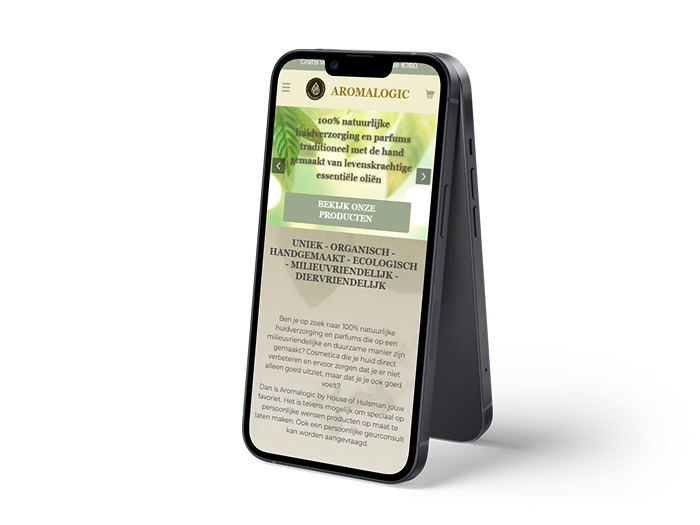 Gratis
€160.
AROMALOGIC
100% natuurlijke
huidverzorging en parfums
traditioneel met de hand
gemaakt van levenskrachtige
essentiële oliën
BEKIJK ONZE
PRODUCTEN
UNIEK - ORGANISCH -
HANDGEMAAKT - ECOLOGISCH
- MILIEUVRIENDELIJK -
DIERVRIENDELIJK
Ben je op zoek naar 100% natuurlijke
huidverzorging en parfums die op een
milieuvriendelijke en duurzame manier zijn
gemaakt? Cosmetica die je huid direct
verbeteren en ervoor zorgen dat je er niet
alleen goed uitziet, maar dat je je ook goed
voelt?
Dan is Aromalogic by House of Hulsman jouw
favoriet. Het is tevens mogelijk om speciaal op
persoonlijke wensen producten op maat te
laten maken. Ook een persoonlijke geurconsult
kan worden aangevraagd.